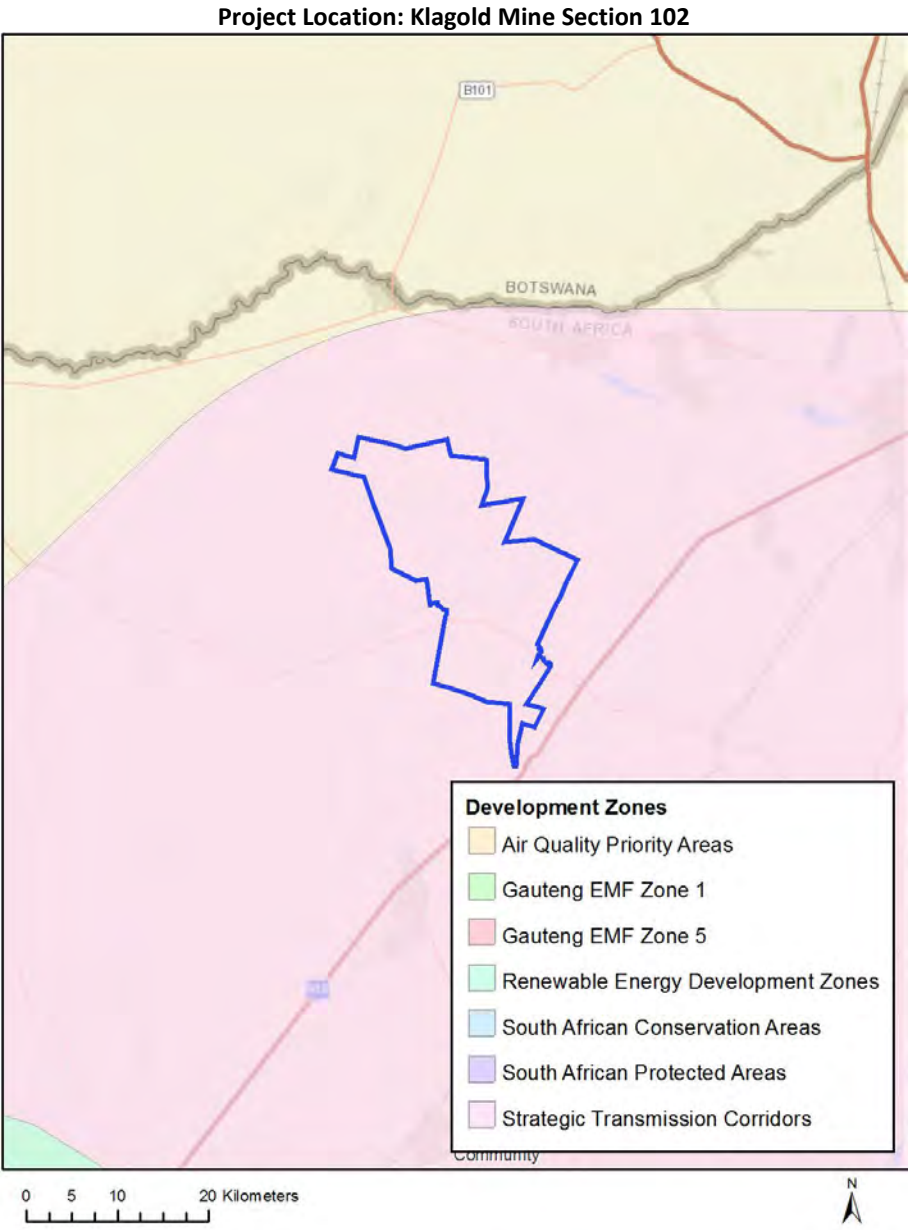 Project Location: Klagold Mine Section 102
B101
BOTSWANA
SOUTH AFRICA
Development Zones
Air Quality Priority Areas
Gauteng EMF Zone 1
Gauteng EMF Zone 5
Renewable Energy Development Zones
South African Conservation Areas
South African Protected Areas
Strategic Transmission Corridors
Community
0 5 10 20 Kilometers
N